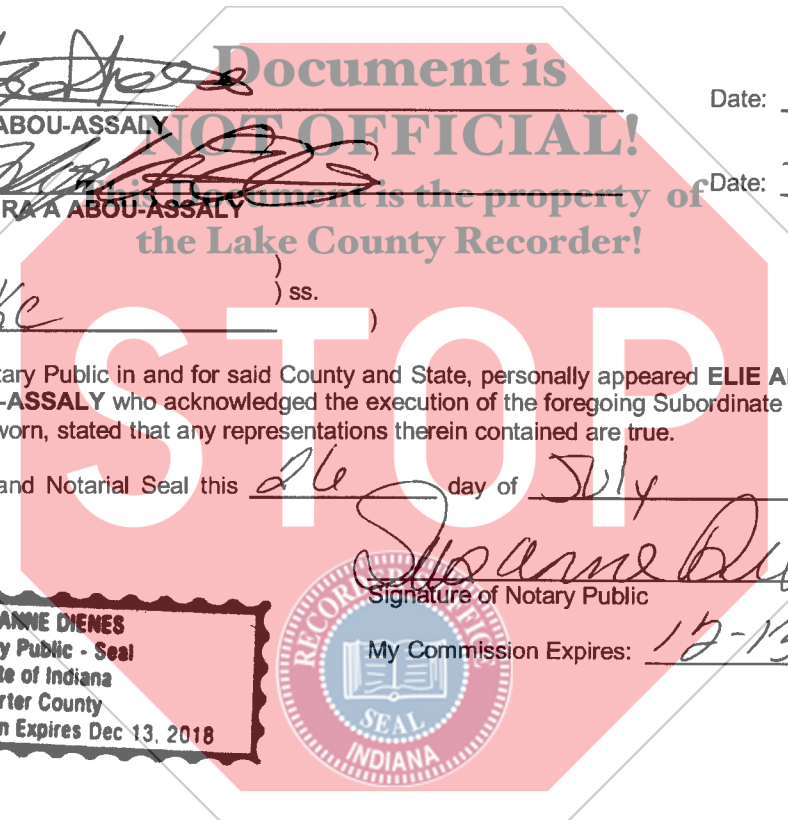 Document is
Date:
ABOU-ASSALY
NOT OFFICIAL!
This Document is the property of
Date:
RA A ABOU-ASSALY
the Lake County Recorder!
)
) ss.
)
STOP
tary Public in and for said County and State, personally appeared ELIE A
-ASSALY who acknowledged the execution of the foregoing Subordinate
worn, stated that any representations therein contained are true.
and Notarial Seal this 26 day of July
Susanne
Signature of Notary Public
My Commission Expires: 12-13
ANNE DIENES
y Public - Seal
te of Indiana
rter County
n Expires Dec 13, 2018
RECORDER'S OFFICE
SEAL
INDIANA